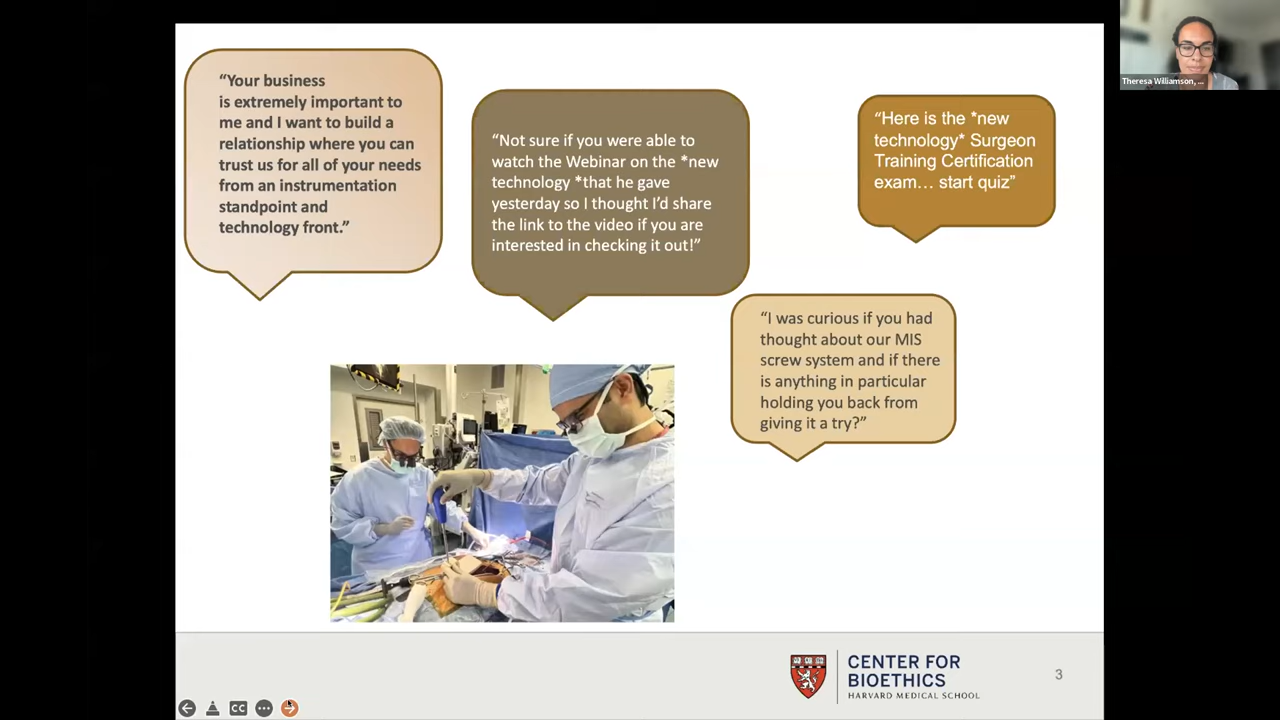 “Your business
is extremely important to
me and I want to build a
relationship where you can
trust us for all of your needs
from an instrumentation
standpoint and
technology front.”
“Not sure if you were able to
watch the Webinar on the *new
technology *that he gave
yesterday so I thought I’d share
the link to the video if you are
interested in checking it out!”
“Here is the *new
technology* Surgeon
Training Certification
exam… start quiz”
“I was curious if you had
thought about our MIS
screw system and if there
is anything in particular
holding you back from
giving it a try?”
CENTER FOR
BIOETHICS
HARVARD MEDICAL SCHOOL
3
CC
Theresa Williamson, ...